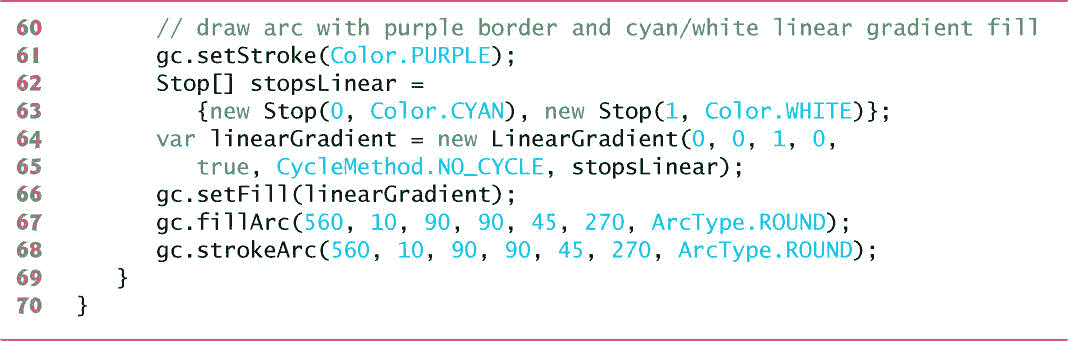 60 // draw arc with purple border and cyan/white linear gradient fill
61 gc.setStroke(Color.PURPLE);
62 Stop[] stopsLinear =
63 {new Stop(0, Color.CYAN), new Stop(1, Color.WHITE)};
64 var linearGradient = new LinearGradient(0, 0, 1, 0,
65 true, CycleMethod.NO_CYCLE, stopsLinear);
66 gc.setFill(linearGradient);
67 gc.fillArc(560, 10, 90, 90, 45, 270, ArcType.ROUND);
68 gc.strokeArc(560, 10, 90, 90, 45, 270, ArcType.ROUND);
69 }
70 }